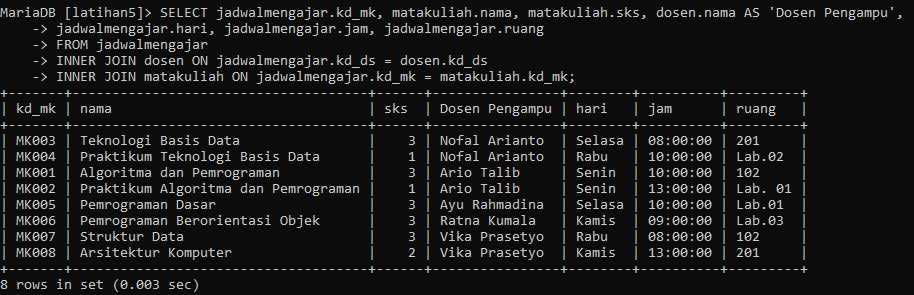 MariaDB [latihan5]> SELECT jadwalmengajar.kd_mk, matakuliah.nama, matakuliah.sks, dosen.nama AS 'Dosen Pengampu',
    -> jadwalmengajar.hari, jadwalmengajar.jam, jadwalmengajar.ruang
    -> FROM jadwalmengajar
    -> INNER JOIN dosen ON jadwalmengajar.kd_ds = dosen.kd_ds
    -> INNER JOIN matakuliah ON jadwalmengajar.kd_mk = matakuliah.kd_mk;
+-------+------------------------------------+------+----------------+--------+----------+---------+
| kd_mk | nama                               | sks  | Dosen Pengampu | hari   | jam      | ruang   |
+-------+------------------------------------+------+----------------+--------+----------+---------+
| MK003 | Teknologi Basis Data               |    3 | Nofal Arianto  | Selasa | 08:00:00 | 201     |
| MK004 | Praktikum Teknologi Basis Data     |    1 | Nofal Arianto  | Rabu   | 10:00:00 | Lab.02  |
| MK001 | Algoritma dan Pemrograman          |    3 | Ario Talib     | Senin  | 10:00:00 | 102     |
| MK002 | Praktikum Algoritma dan Pemrograman |    1 | Ario Talib     | Senin  | 13:00:00 | Lab. 01 |
| MK005 | Pemrograman Dasar                  |    3 | Ayu Rahmadina  | Selasa | 10:00:00 | Lab.01  |
| MK006 | Pemrograman Berorientasi Objek     |    3 | Ratna Kumala   | Kamis  | 09:00:00 | Lab.03  |
| MK007 | Struktur Data                      |    3 | Vika Prasetyo  | Rabu   | 08:00:00 | 102     |
| MK008 | Arsitektur Komputer                |    2 | Vika Prasetyo  | Kamis  | 13:00:00 | 201     |
+-------+------------------------------------+------+----------------+--------+----------+---------+
8 rows in set (0.003 sec)